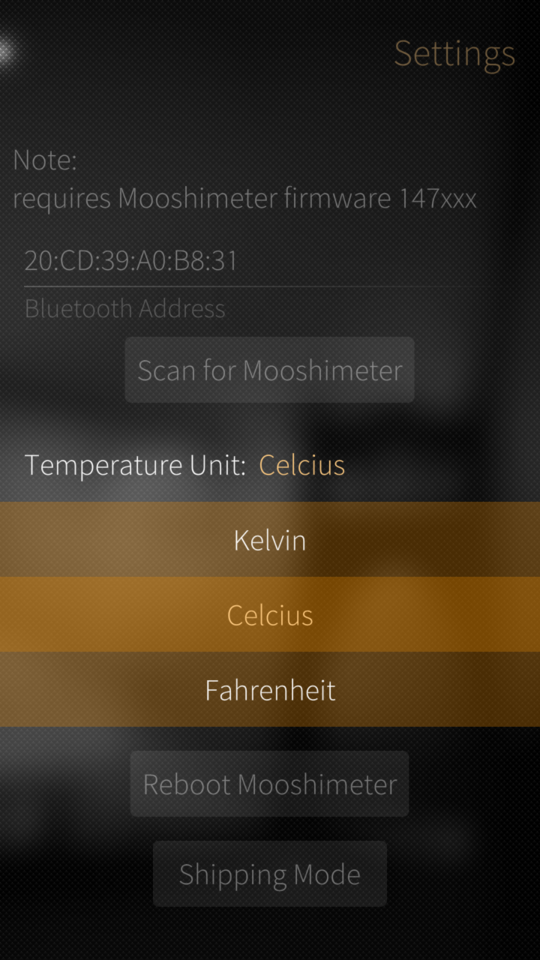 Settings
Note:
requires Mooshimeter firmware 147xxx
20:CD:39:A0:B8:31
Bluetooth Address
Scan for Mooshimeter
Temperature Unit: Celcius
Kelvin
Celcius
Fahrenheit
Reboot Mooshimeter
Shipping Mode